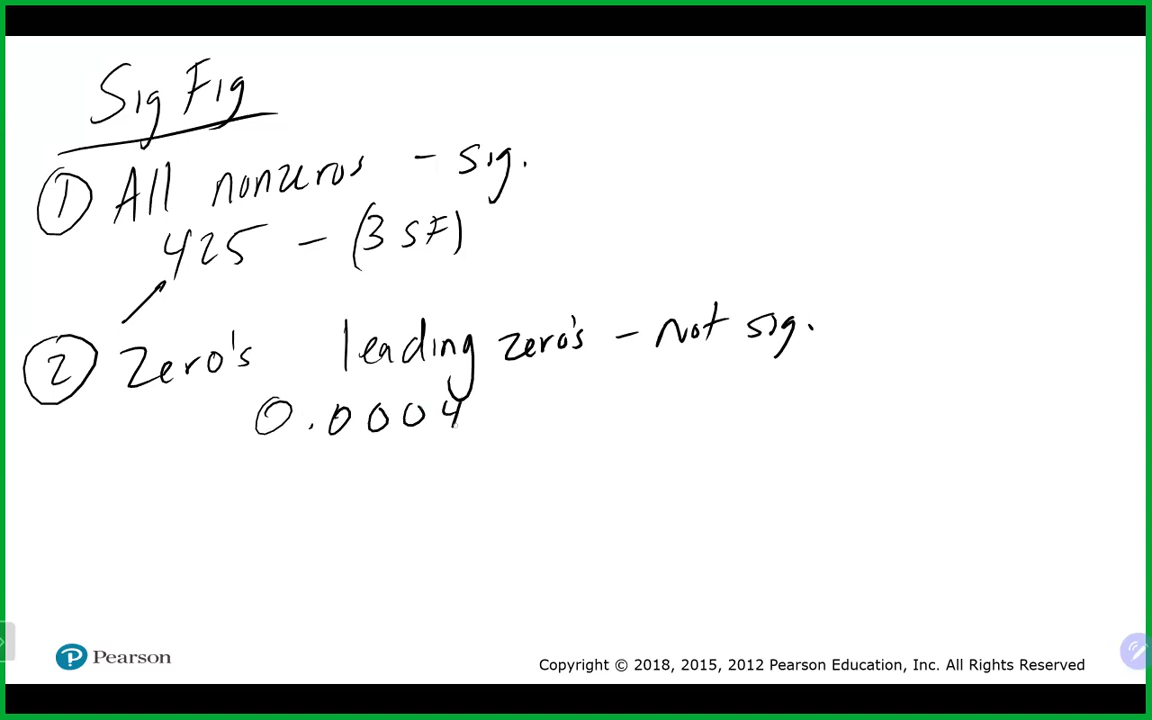 Sig Fig
① All nonzeros - sig.
425 - (3 SF)
② Zero's leading zero's - not sig.
0.0004
Pearson
Copyright © 2018, 2015, 2012 Pearson Education, Inc. All Rights Reserved